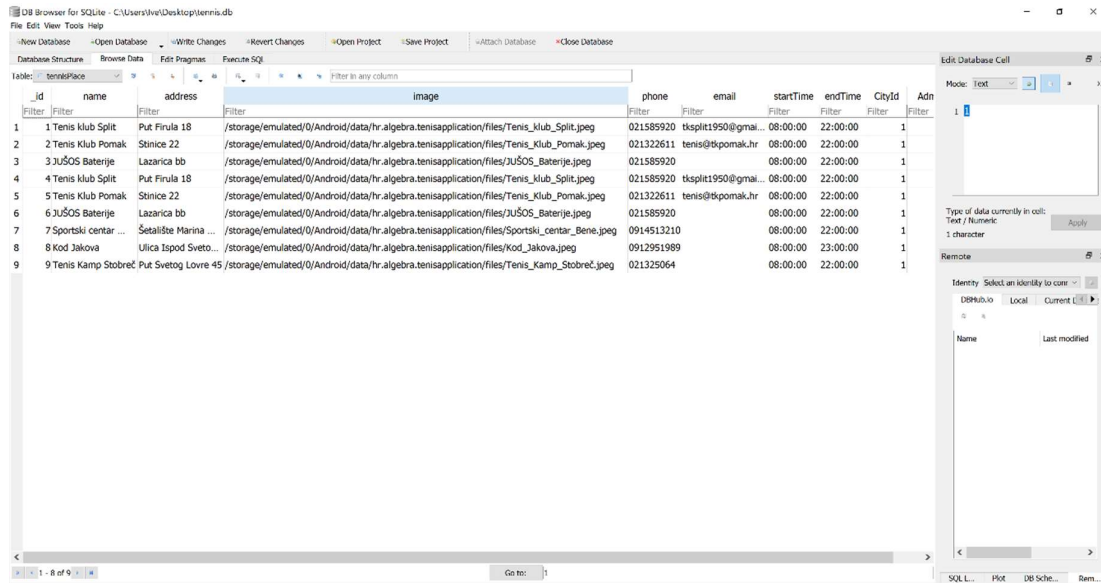 DB Browser for SQLite - C:\Users\Ive\Desktop\tennis.db
File Edit View Tools Help
New Database Open Database Write Changes Revert Changes Open Project Save Project Attach Database Close Database
Database Structure Browse Data Edit Pragmas Execute SQL
Table: tennisPlace Filter in any column
_id name address image phone email startTime endTime CityId Adm
Filter Filter Filter Filter Filter Filter Filter Filter Filter Filter
1 1 Tenis klub Split Put Firula 18 /storage/emulated/0/Android/data/hr.algebra.tenisapplication/files/Tenis_klub_Split.jpeg 021585920 tksplit1950@gmai... 08:00:00 22:00:00 1
2 2 Tenis Klub Pomak Stinice 22 /storage/emulated/0/Android/data/hr.algebra.tenisapplication/files/Tenis_Klub_Pomak.jpeg 021322611 tenis@tkpomak.hr 08:00:00 22:00:00 1
3 3 JUŠOS Baterije Lazarica bb /storage/emulated/0/Android/data/hr.algebra.tenisapplication/files/JUŠOS_Baterije.jpeg 021585920 08:00:00 22:00:00 1
4 4 Tenis klub Split Put Firula 18 /storage/emulated/0/Android/data/hr.algebra.tenisapplication/files/Tenis_klub_Split.jpeg 021585920 tksplit1950@gmai... 08:00:00 22:00:00 1
5 5 Tenis Klub Pomak Stinice 22 /storage/emulated/0/Android/data/hr.algebra.tenisapplication/files/Tenis_Klub_Pomak.jpeg 021322611 tenis@tkpomak.hr 08:00:00 22:00:00 1
6 6 JUŠOS Baterije Lazarica bb /storage/emulated/0/Android/data/hr.algebra.tenisapplication/files/JUŠOS_Baterije.jpeg 021585920 08:00:00 22:00:00 1
7 7 Sportski centar ... Šetalište Marina ... /storage/emulated/0/Android/data/hr.algebra.tenisapplication/files/Sportski_centar_Bene.jpeg 0914513210 08:00:00 22:00:00 1
8 8 Kod Jakova Ulica Ispod Sveto... /storage/emulated/0/Android/data/hr.algebra.tenisapplication/files/Kod_Jakova.jpeg 0912951989 08:00:00 23:00:00 1
9 9 Tenis Kamp Stobreč Put Svetog Lovre 45 /storage/emulated/0/Android/data/hr.algebra.tenisapplication/files/Tenis_Kamp_Stobreč.jpeg 021325064 08:00:00 22:00:00 1
1 - 8 of 9 Go to: 1
Edit Database Cell
Mode: Text
1 1
Type of data currently in cell:
Text / Numeric
1 character
Apply
Remote
Identity Select an identity to conr
DBHub.io Local Current
Name Last modified
SQL L... Plot DB Sche... Rem...